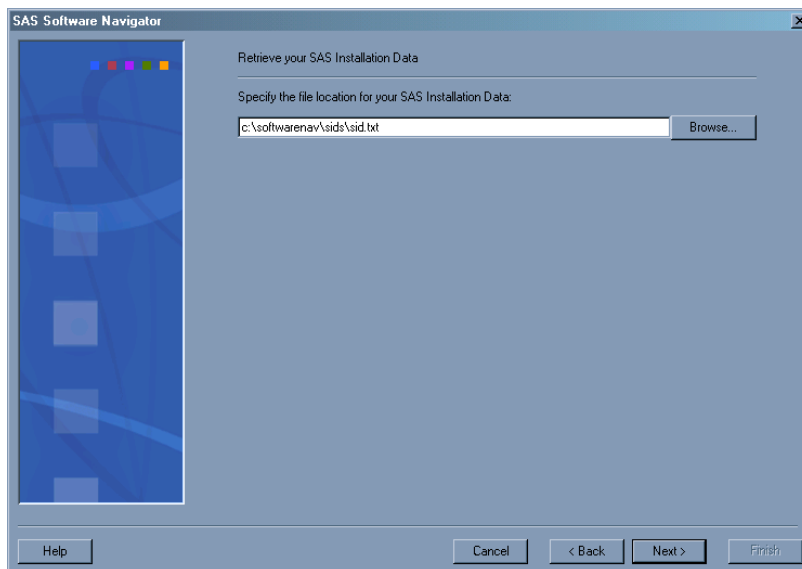 SAS Software Navigator
Retrieve your SAS Installation Data
Specify the file location for your SAS Installation Data:
c:\softwarenav\sids\sid.txt
Browse...
Help
Cancel
< Back
Next >
Finish